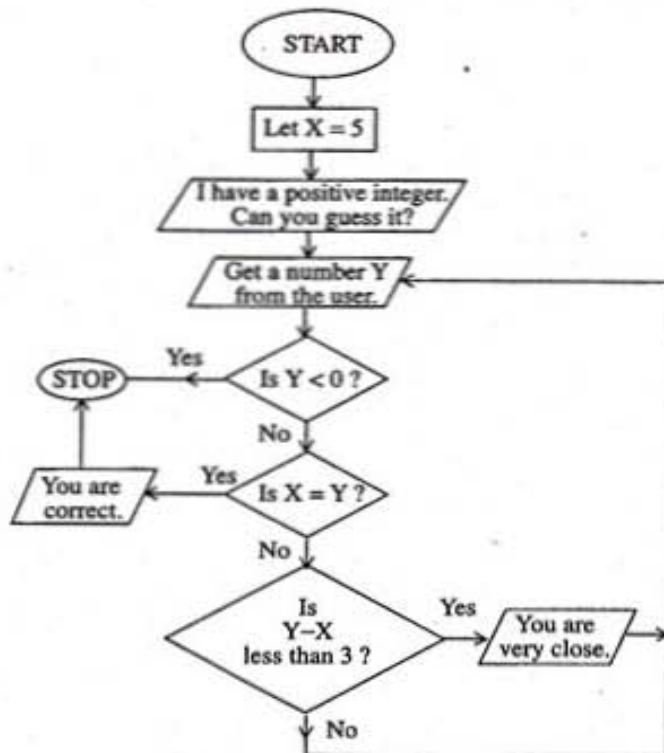 START
Let X = 5
I have a positive integer.
Can you guess it?
Get a number Y
from the user.
Yes
STOP
Is Y < 0 ?
No
You are
correct.
Yes
Is X = Y ?
No
Is
Y–X
less than 3 ?
Yes
You are
very close.
No